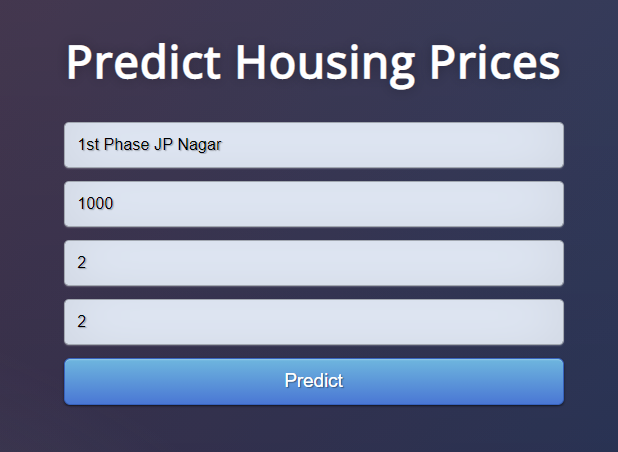 Predict Housing Prices
1st Phase JP Nagar
1000
2
2
Predict